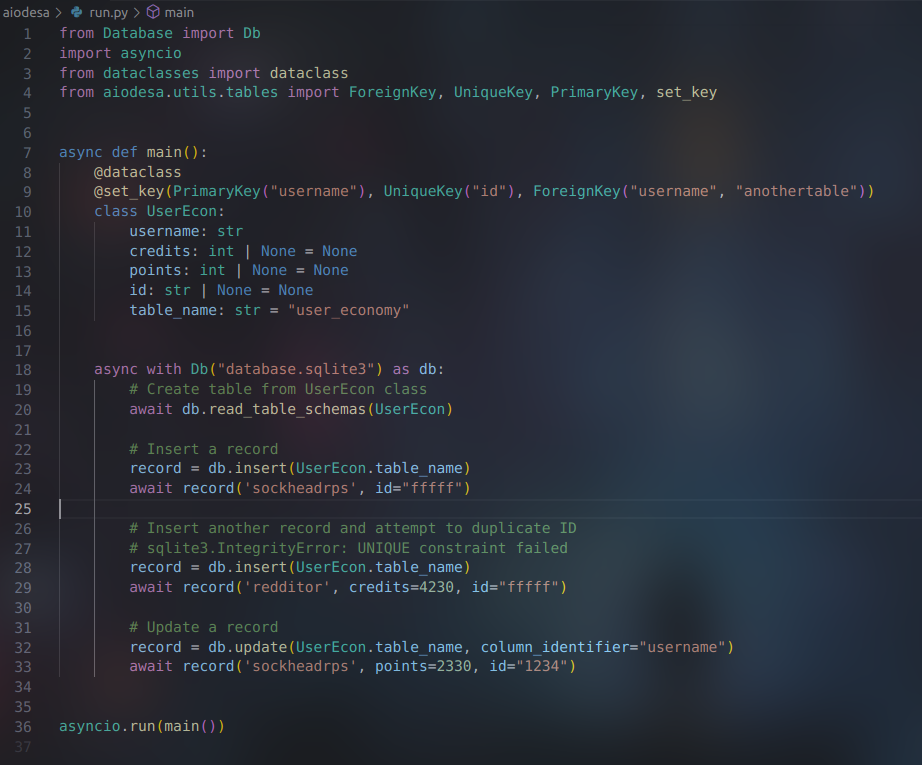 aiodesa > run.py > main
1 from Database import Db
2 import asyncio
3 from dataclasses import dataclass
4 from aiodesa.utils.tables import ForeignKey, UniqueKey, PrimaryKey, set_key
5
6
7 async def main():
8     @dataclass
9     @set_key(PrimaryKey("username"), UniqueKey("id"), ForeignKey("username", "anothertable"))
10     class UserEcon:
11         username: str
12         credits: int | None = None
13         points: int | None = None
14         id: str | None = None
15         table_name: str = "user_economy"
16
17
18     async with Db("database.sqlite3") as db:
19         # Create table from UserEcon class
20         await db.read_table_schemas(UserEcon)
21
22         # Insert a record
23         record = db.insert(UserEcon.table_name)
24         await record('sockheadrps', id="fffff")
25
26         # Insert another record and attempt to duplicate ID
27         # sqlite3.IntegrityError: UNIQUE constraint failed
28         record = db.insert(UserEcon.table_name)
29         await record('redditor', credits=4230, id="fffff")
30
31         # Update a record
32         record = db.update(UserEcon.table_name, column_identifier="username")
33         await record('sockheadrps', points=2330, id="1234")
34
35
36 asyncio.run(main())
37